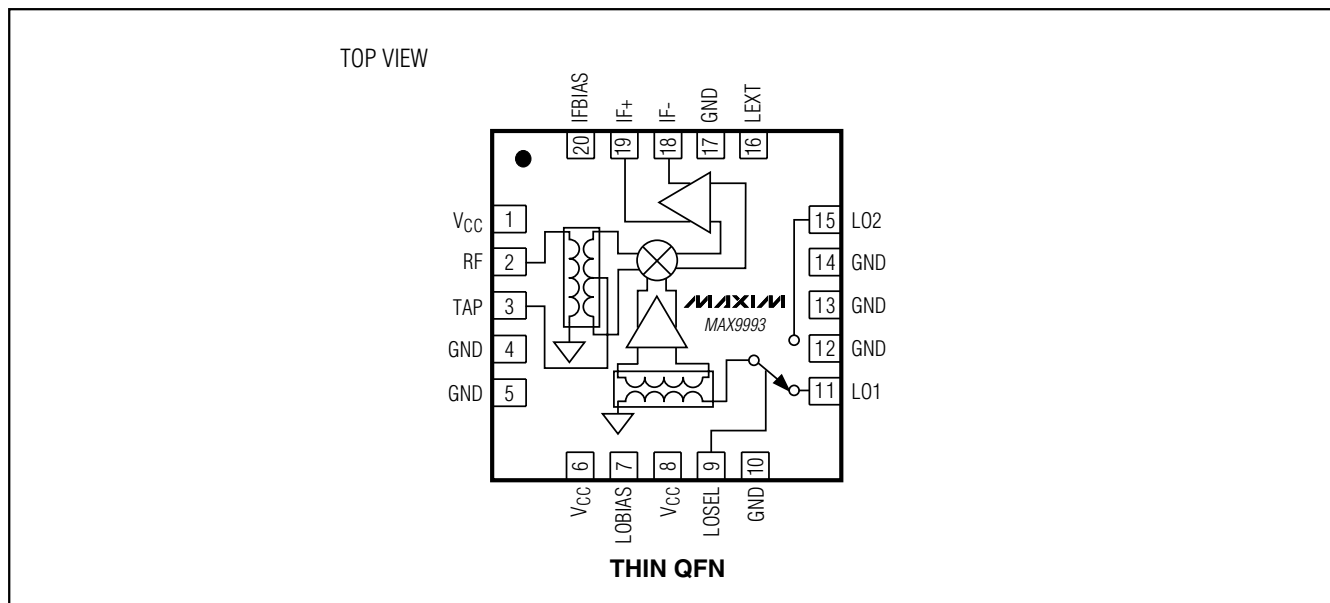 TOP VIEW
IFBIAS
IF+
IF-
GND
LEXT
20
19
18
17
16
VCC 1
RF 2
TAP 3
GND 4
GND 5
15 LO2
14 GND
13 GND
12 GND
11 LO1
MAXIM
MAX9993
6
7
8
9
10
VCC
LOBIAS
VCC
LOSEL
GND
THIN QFN